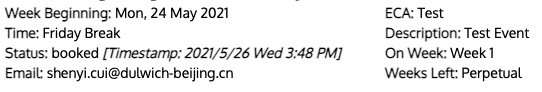 Week Beginning: Mon, 24 May 2021
Time: Friday Break
Status: booked [Timestamp: 2021/5/26 Wed 3:48 PM]
Email: shenyi.cui@dulwich-beijing.cn
ECA: Test
Description: Test Event
On Week: Week 1
Weeks Left: Perpetual